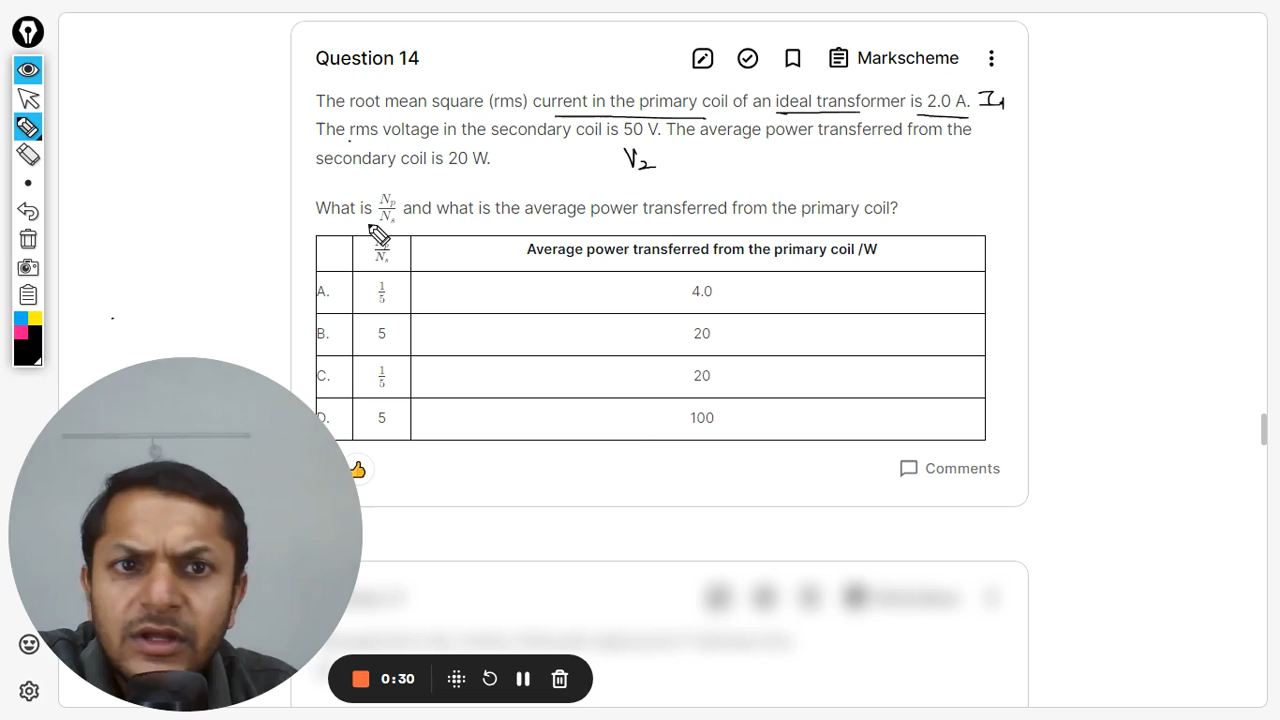 Question 14
Markscheme
The root mean square (rms) current in the primary coil of an ideal transformer is 2.0 A. I₁
The rms voltage in the secondary coil is 50 V. The average power transferred from the
secondary coil is 20 W. V₂
What is Np/Ns and what is the average power transferred from the primary coil?
Ns Average power transferred from the primary coil /W
A. 1/5 4.0
B. 5 20
C. 1/5 20
D. 5 100
Comments
0:30